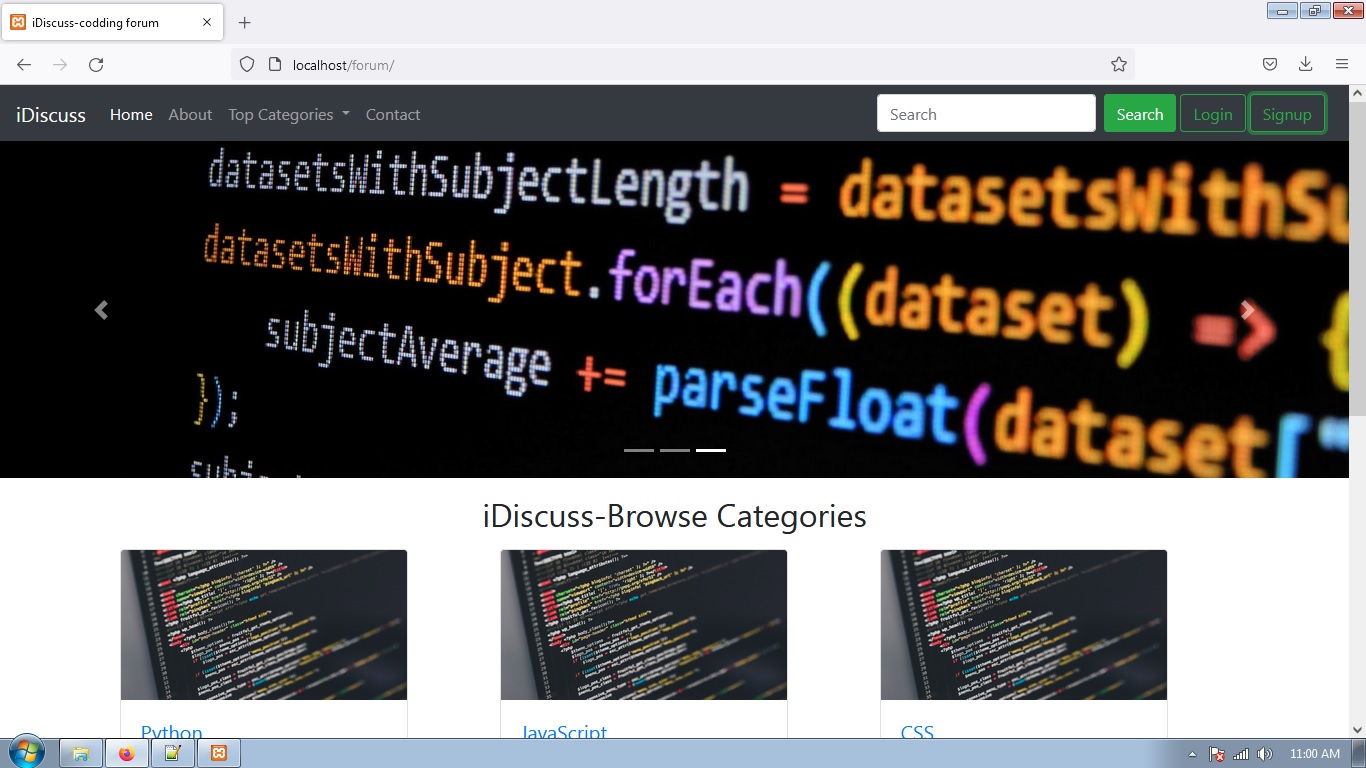 iDiscuss-codding forum
localhost/forum/
iDiscuss Home About Top Categories Contact Search Search Login Signup
datasetsWithSubjectLength = datasetsWithSu
datasetsWithSubject.forEach((dataset) => {
subjectAverage += parseFloat(dataset["
});
iDiscuss-Browse Categories
Python JavaScript CSS
11:00 AM